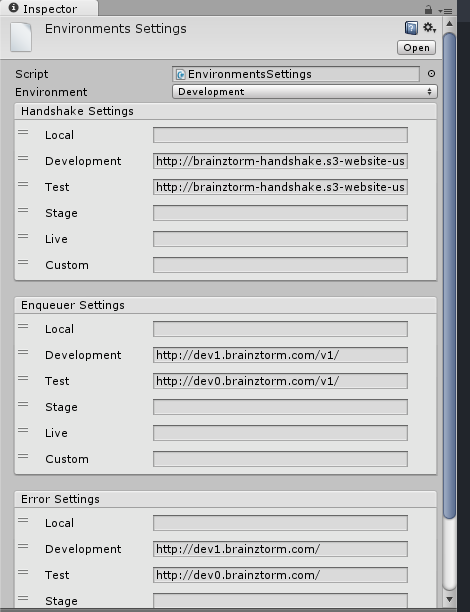 Inspector
Environments Settings
Open
Script EnvironmentsSettings
Environment Development
Handshake Settings
Local
Development http://brainztorm-handshake.s3-website-us
Test http://brainztorm-handshake.s3-website-us
Stage
Live
Custom
Enqueuer Settings
Local
Development http://dev1.brainztorm.com/v1/
Test http://dev0.brainztorm.com/v1/
Stage
Live
Custom
Error Settings
Local
Development http://dev1.brainztorm.com/
Test http://dev0.brainztorm.com/
Stage